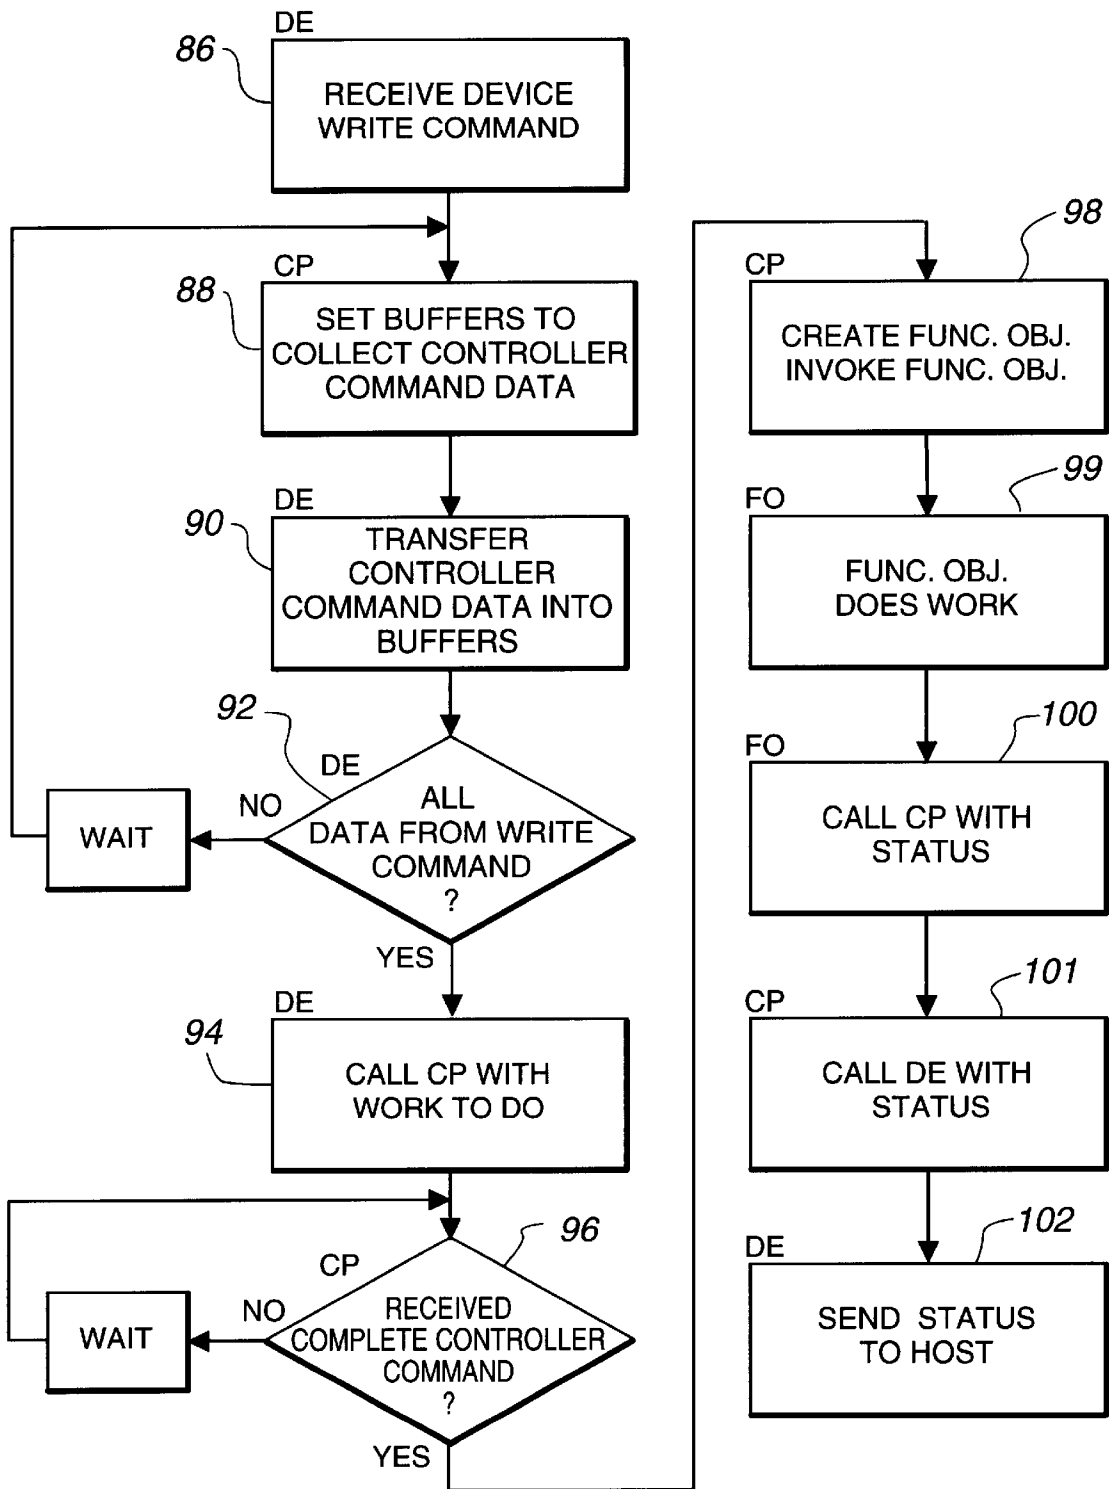 DE
86
RECEIVE DEVICE
WRITE COMMAND
CP
88
SET BUFFERS TO
COLLECT CONTROLLER
COMMAND DATA
DE
90
TRANSFER
CONTROLLER
COMMAND DATA INTO
BUFFERS
92
DE
NO
ALL
DATA FROM WRITE
COMMAND
?
WAIT
YES
DE
94
CALL CP WITH
WORK TO DO
96
CP
NO
RECEIVED
COMPLETE CONTROLLER
COMMAND
?
WAIT
YES
98
CP
CREATE FUNC. OBJ.
INVOKE FUNC. OBJ.
99
FO
FUNC. OBJ.
DOES WORK
100
FO
CALL CP WITH
STATUS
101
CP
CALL DE WITH
STATUS
102
DE
SEND STATUS
TO HOST